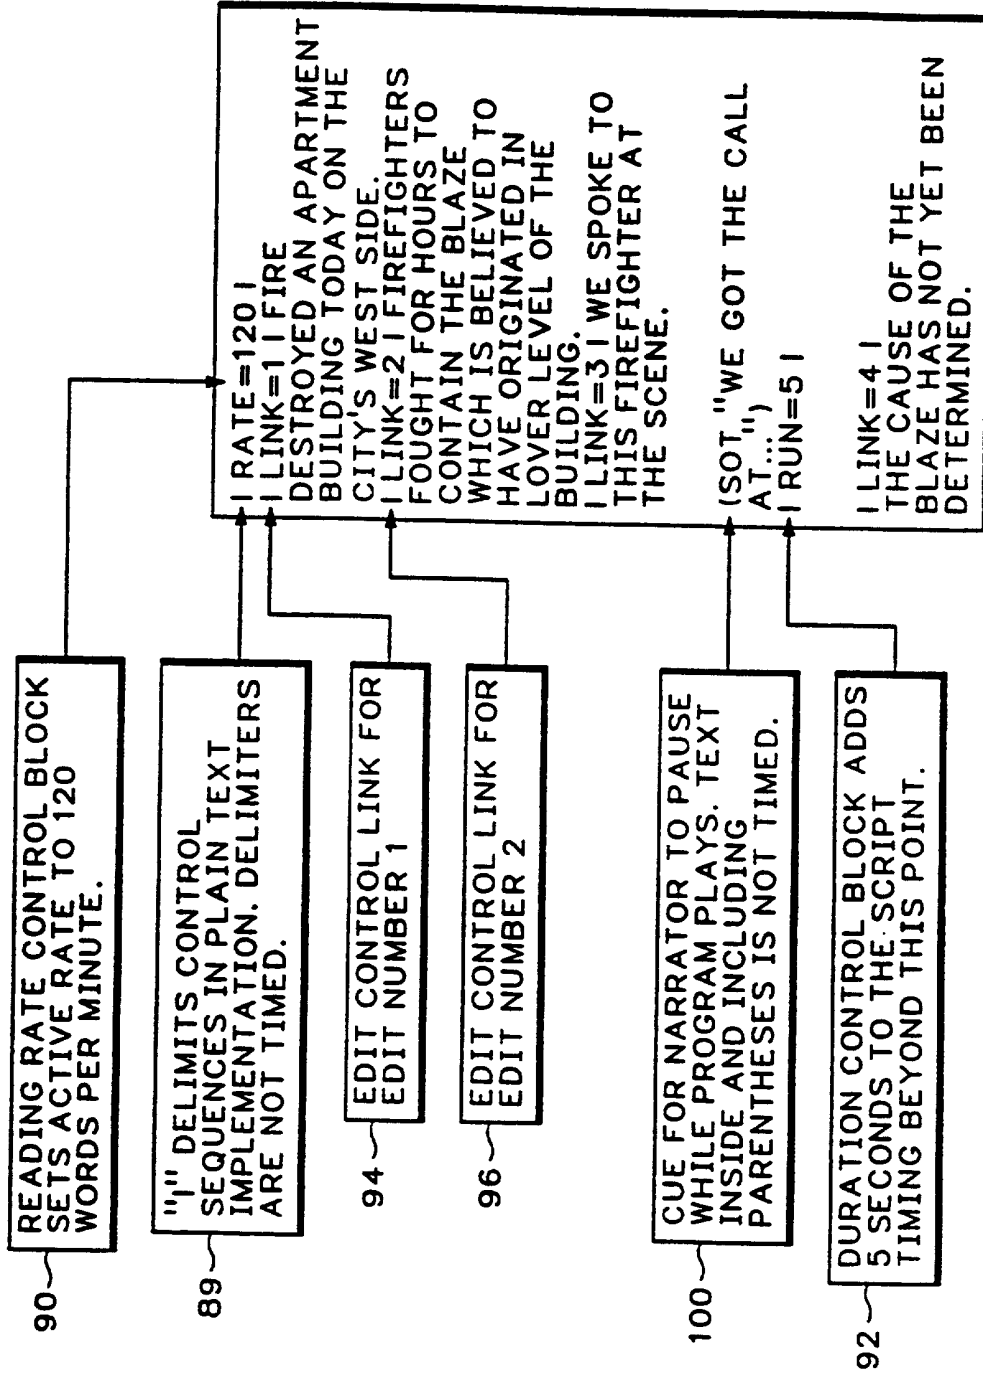 90
READING RATE CONTROL BLOCK
SETS ACTIVE RATE TO 120
WORDS PER MINUTE.
89
"|" DELIMITS CONTROL
SEQUENCES IN PLAIN TEXT
IMPLEMENTATION. DELIMITERS
ARE NOT TIMED.
94
EDIT CONTROL LINK FOR
EDIT NUMBER 1
96
EDIT CONTROL LINK FOR
EDIT NUMBER 2
100
CUE FOR NARRATOR TO PAUSE
WHILE PROGRAM PLAYS. TEXT
INSIDE AND INCLUDING
PARENTHESES IS NOT TIMED.
92
DURATION CONTROL BLOCK ADDS
5 SECONDS TO THE SCRIPT
TIMING BEYOND THIS POINT.
| RATE=120 |
| LINK=1 | FIRE
DESTROYED AN APARTMENT
BUILDING TODAY ON THE
CITY'S WEST SIDE.
| LINK=2 | FIREFIGHTERS
FOUGHT FOR HOURS TO
CONTAIN THE BLAZE
WHICH IS BELIEVED TO
HAVE ORIGINATED IN
LOVER LEVEL OF THE
BUILDING.
| LINK=3 | WE SPOKE TO
THIS FIREFIGHTER AT
THE SCENE.
(SOT "WE GOT THE CALL
AT...")
| RUN=5 |
| LINK=4 |
THE CAUSE OF THE
BLAZE HAS NOT YET BEEN
DETERMINED.